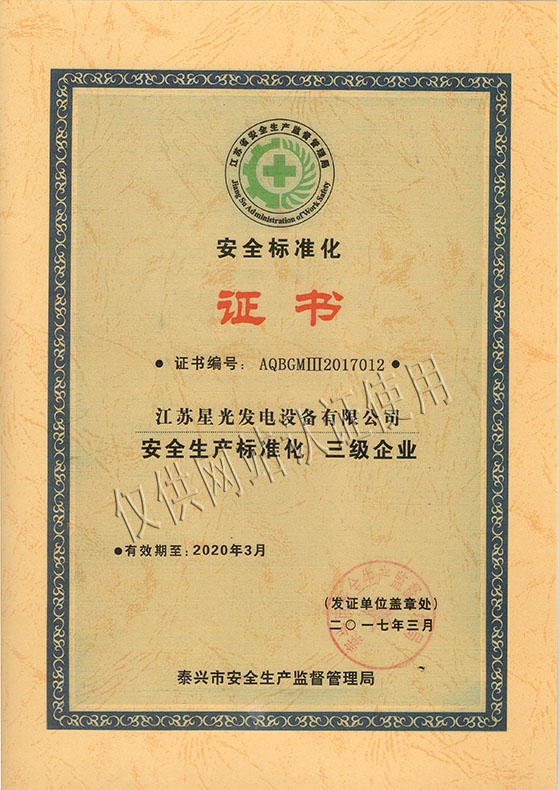 江苏省安全生产监督管理局
Jiang Su Administration of Work Safety
安全标准化
证书
● 证书编号： AQBGMIII2017012 ●
江苏星光发电设备有限公司
安全生产标准化 三级企业
仅供网站认证使用
●有效期至：2020年3月
(发证单位盖章处)
二〇一七年三月
泰兴市安全生产监督管理局